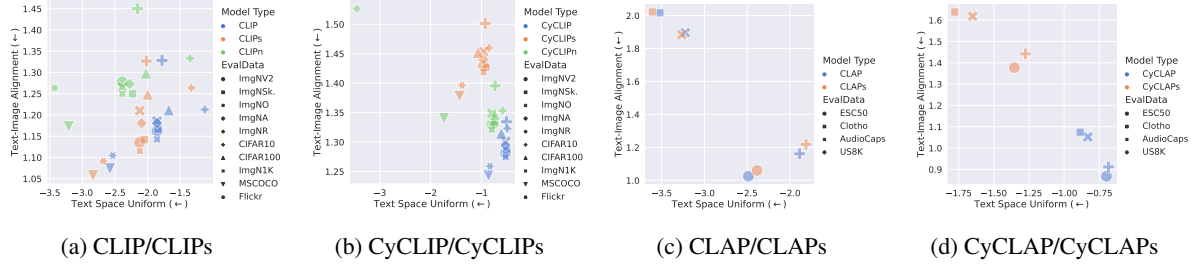 Text-Image Alignment (←)
1.45
1.40
1.35
1.30
1.25
1.20
1.15
1.10
1.05
−3.5 −3.0 −2.5 −2.0 −1.5
Text Space Uniform (←)
Model Type
CLIP
CLIPs
CLIPn
EvalData
ImgNV2
ImgNSk.
ImgNO
ImgNA
ImgNR
CIFAR10
CIFAR100
ImgN1K
MSCOCO
Flickr
(a) CLIP/CLIPs
Text-Image Alignment (←)
1.50
1.45
1.40
1.35
1.30
1.25
−3 −2 −1
Text Space Uniform (←)
Model Type
CyCLIP
CyCLIPs
CyCLIPn
EvalData
ImgNV2
ImgNSk.
ImgNO
ImgNA
ImgNR
CIFAR10
CIFAR100
ImgN1K
MSCOCO
Flickr
(b) CyCLIP/CyCLIPs
Text-Image Alignment (←)
2.0
1.8
1.6
1.4
1.2
1.0
−3.5 −3.0 −2.5 −2.0
Text Space Uniform (←)
Model Type
CLAP
CLAPs
EvalData
ESC50
Clotho
AudioCaps
US8K
(c) CLAP/CLAPs
Text-Image Alignment (←)
1.6
1.5
1.4
1.3
1.2
1.1
1.0
0.9
−1.75 −1.50 −1.25 −1.00 −0.75
Text Space Uniform (←)
Model Type
CyCLAP
CyCLAPs
EvalData
ESC50
Clotho
AudioCaps
US8K
(d) CyCLAP/CyCLAPs